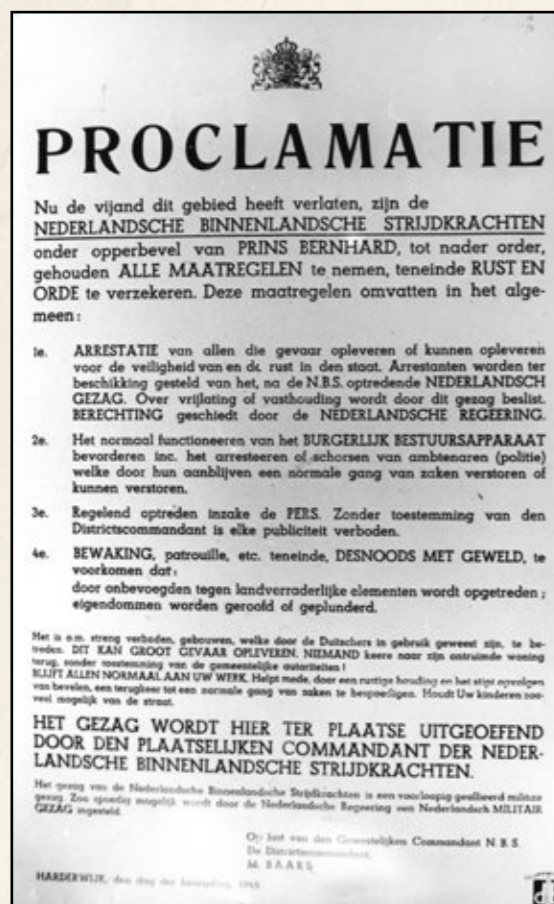 PROCLAMATIE
Nu de vijand dit gebied heeft verlaten, zijn de
NEDERLANDSCHE BINNENLANDSCHE STRIJDKRACHTEN
onder opperbevel van PRINS BERNHARD, tot nader order,
gehouden ALLE MAATREGELEN te nemen, teneinde RUST EN
ORDE te verzekeren. Deze maatregelen omvatten in het alge-
meen:
1e. ARRESTATIE van allen die gevaar opleveren of kunnen opleveren
voor de veiligheid van en de rust in den staat. Arrestanten worden ter
beschikking gesteld van het, na de N.B.S. optredende NEDERLANDSCH
GEZAG. Over vrijlating of vasthouding wordt door dit gezag beslist.
BERECHTING geschiedt door de NEDERLANDSCHE REGEERING.
2e. Het normaal functioneeren van het BURGERLIJK BESTUURSAPPARAAT
bevorderen inc. het arresteeren of schorsen van ambtenaren (politie)
welke door hun aanblijven een normale gang van zaken verstoren of
kunnen verstoren.
3e. Regelend optreden inzake de PERS. Zonder toestemming van den
Districtscommandant is elke publiciteit verboden.
4e. BEWAKING, patrouille, etc. teneinde, DESNOODS MET GEWELD, te
voorkomen dat:
door onbevoegden tegen landverraderlijke elementen wordt opgetreden;
eigendommen worden geroofd of geplunderd.
Het is o.m. streng verboden, gebouwen, welke door de Duitschers in gebruik geweest zijn, te be-
treden. DIT KAN GROOT GEVAAR OPLEVEREN. NIEMAND keere naar zijn ontruimde woning
terug, zonder toestemming van de gemeentelijke autoriteiten!
BLIJFT ALLEN NORMAAL AAN UW WERK. Helpt mede, door een rustige houding en het stipt opvolgen
van bevelen, een terugkeer tot een normale gang van zaken te bespoedigen. Houdt Uw kinderen zoo-
veel mogelijk van de straat.
HET GEZAG WORDT HIER TER PLAATSE UITGEOEFEND
DOOR DEN PLAATSELIJKEN COMMANDANT DER NEDER-
LANDSCHE BINNENLANDSCHE STRIJDKRACHTEN.
Het gezag van de Nederlandsche Binnenlandsche Strijdkrachten is een voorloopig geallieerd militair
gezag. Zoo spoedig mogelijk wordt door de Nederlandsche Regeering een Nederlandsch MILITAIR
GEZAG ingesteld.
Op last van den Gewestelijken Commandant N.B.S.
De Districtscommandant
M. BAARS
HARDERWIJK, den dag der bevrijding, 1945